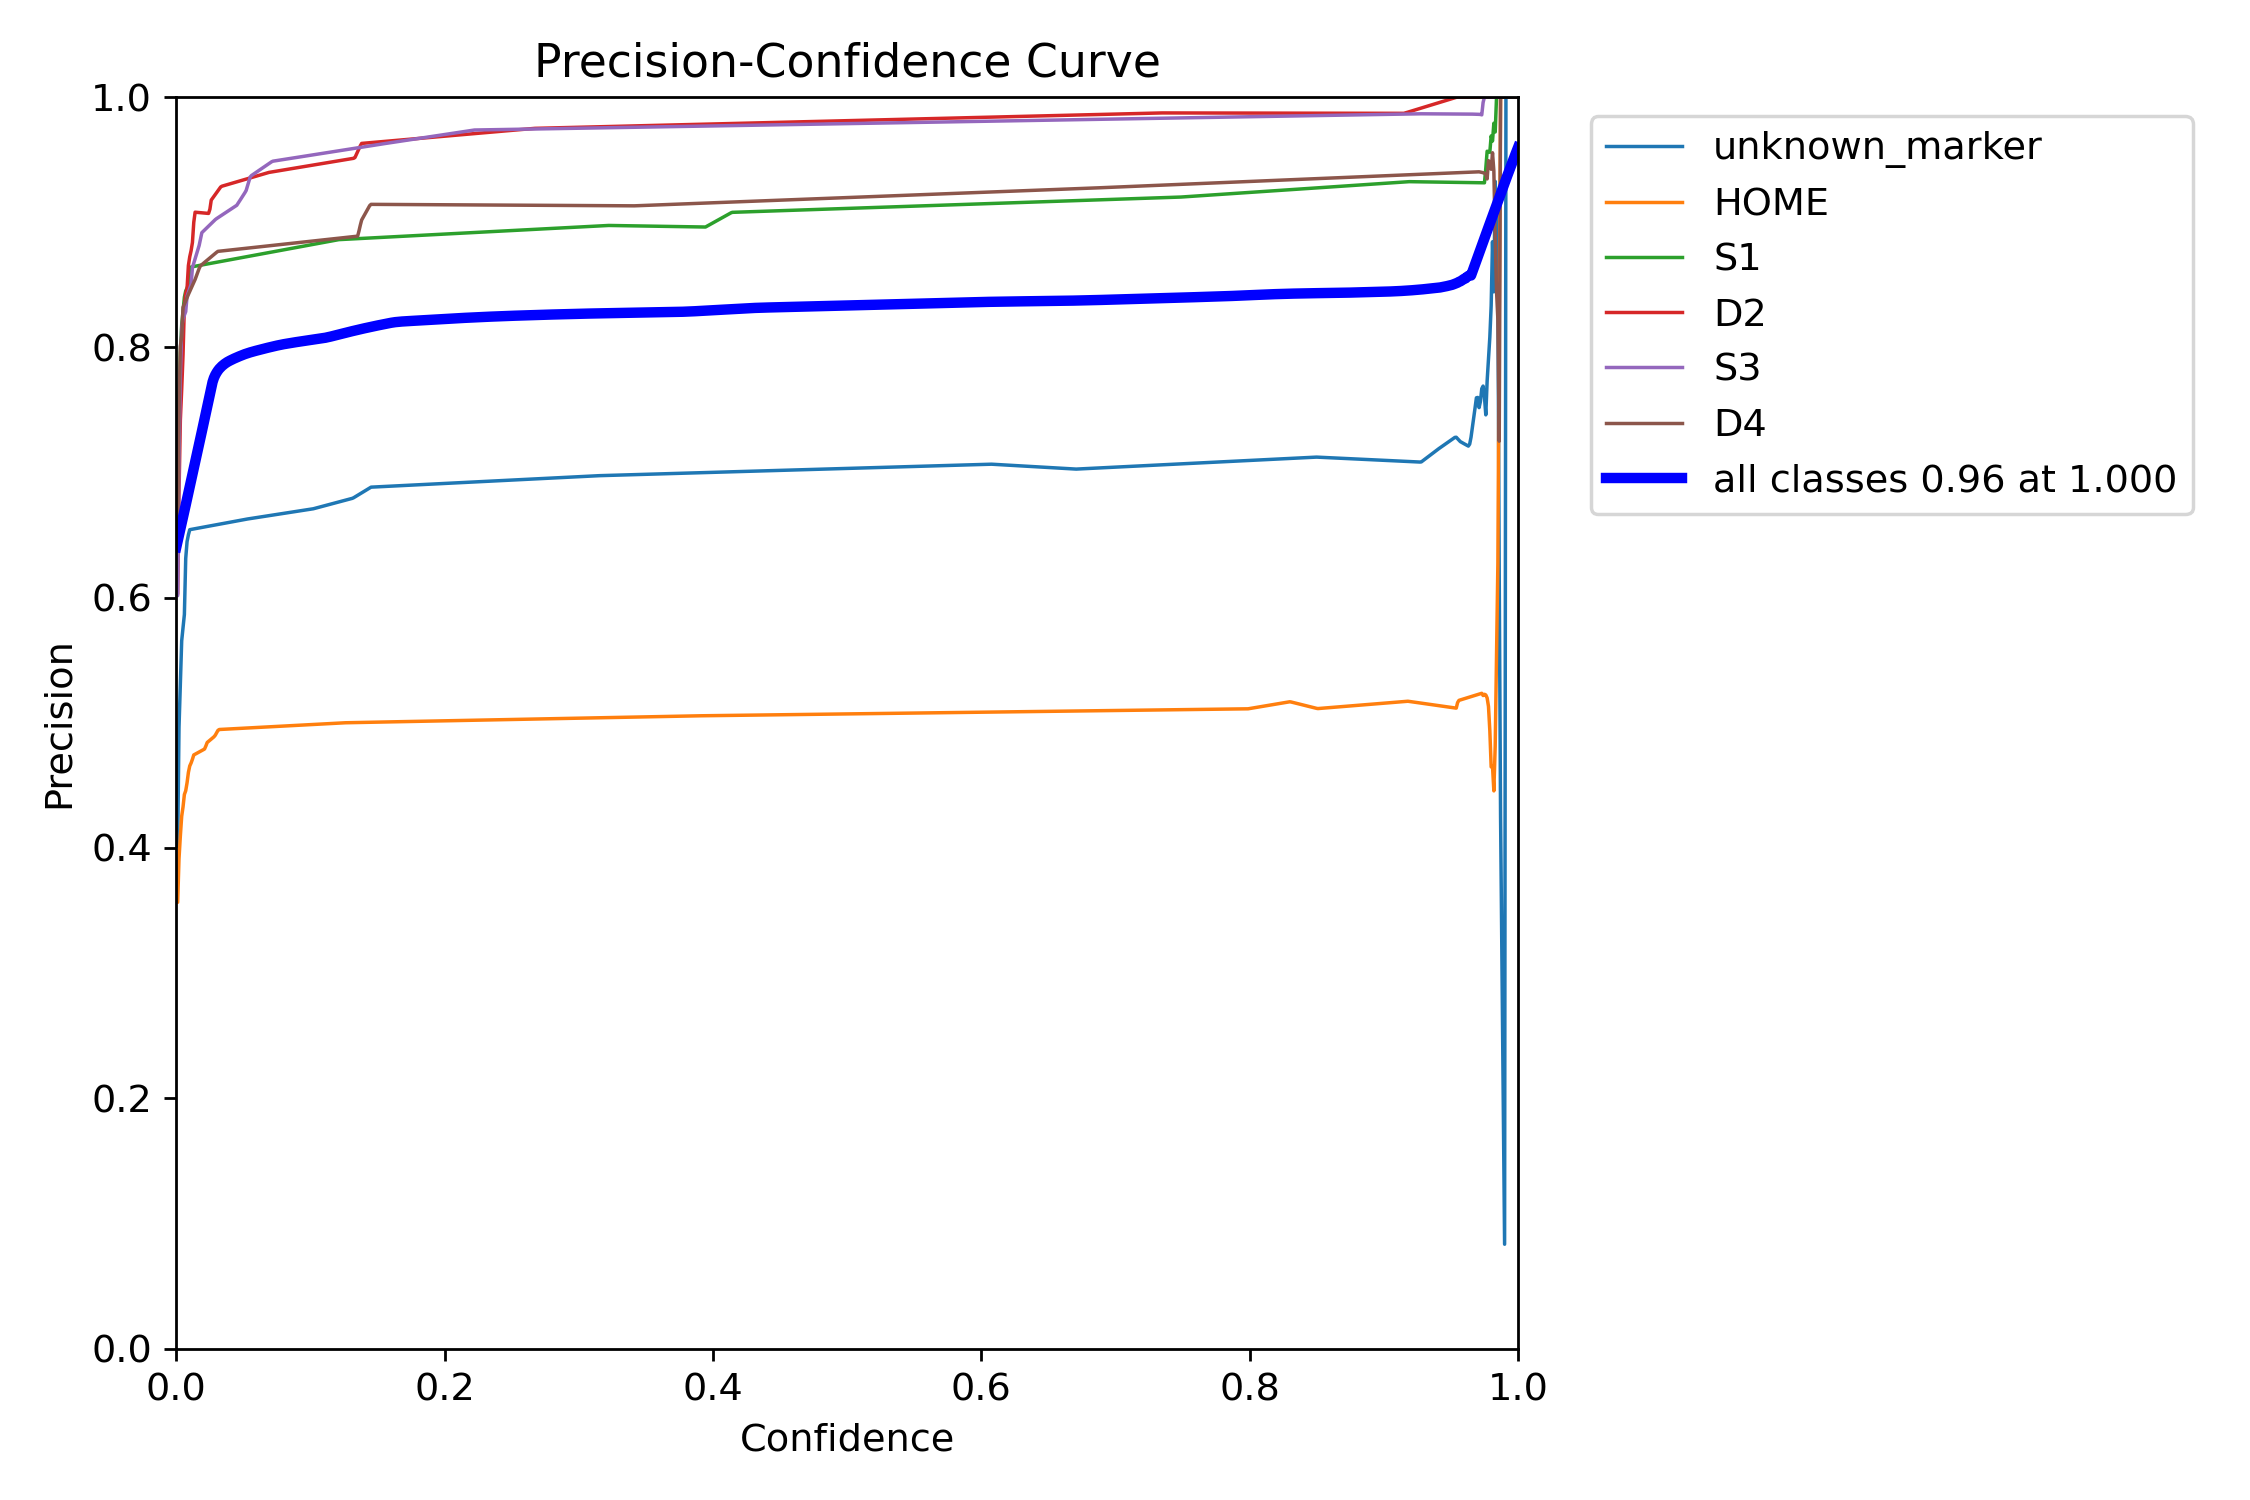 Precision-Confidence Curve
1.0
0.8
0.6
0.4
0.2
0.0
Precision
0.0 0.2 0.4 0.6 0.8 1.0
Confidence
unknown_marker
HOME
S1
D2
S3
D4
all classes 0.96 at 1.000